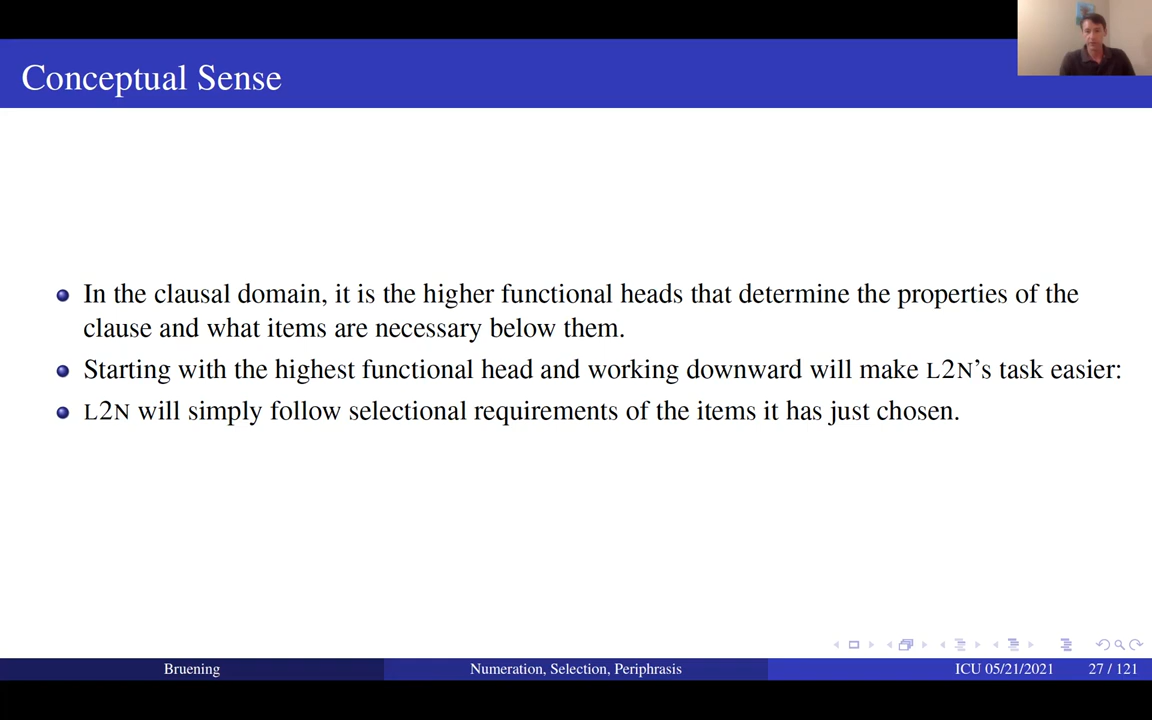 Conceptual Sense
In the clausal domain, it is the higher functional heads that determine the properties of the
clause and what items are necessary below them.
Starting with the highest functional head and working downward will make L2N's task easier:
L2N will simply follow selectional requirements of the items it has just chosen.
Bruening
Numeration, Selection, Periphrasis
ICU 05/21/2021
27 / 121